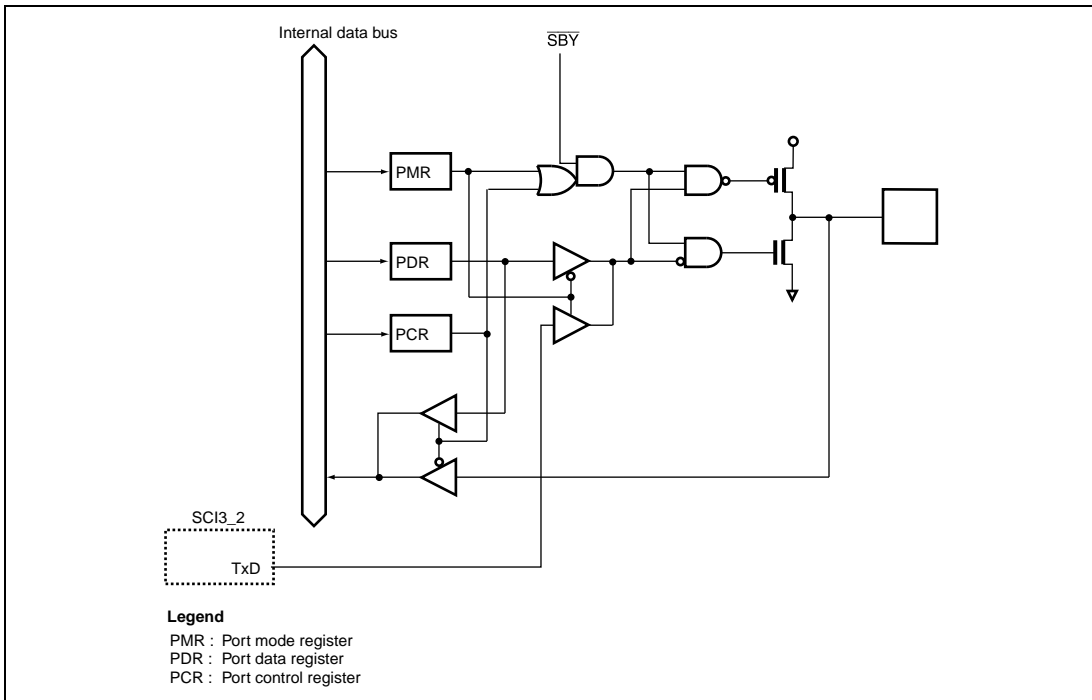 Internal data bus
SBY
PMR
PDR
PCR
SCI3_2
TxD
Legend
PMR : Port mode register
PDR : Port data register
PCR : Port control register